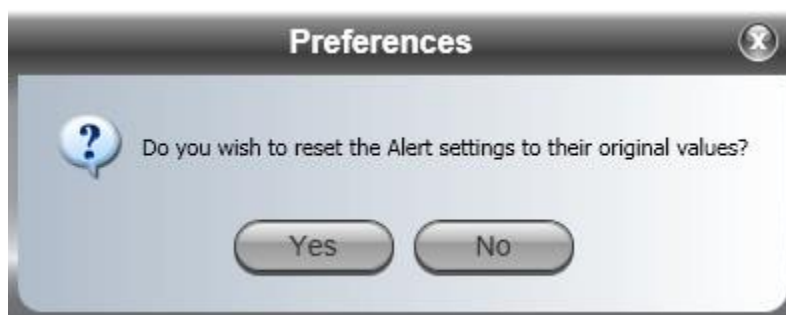 Preferences
Do you wish to reset the Alert settings to their original values?
Yes
No